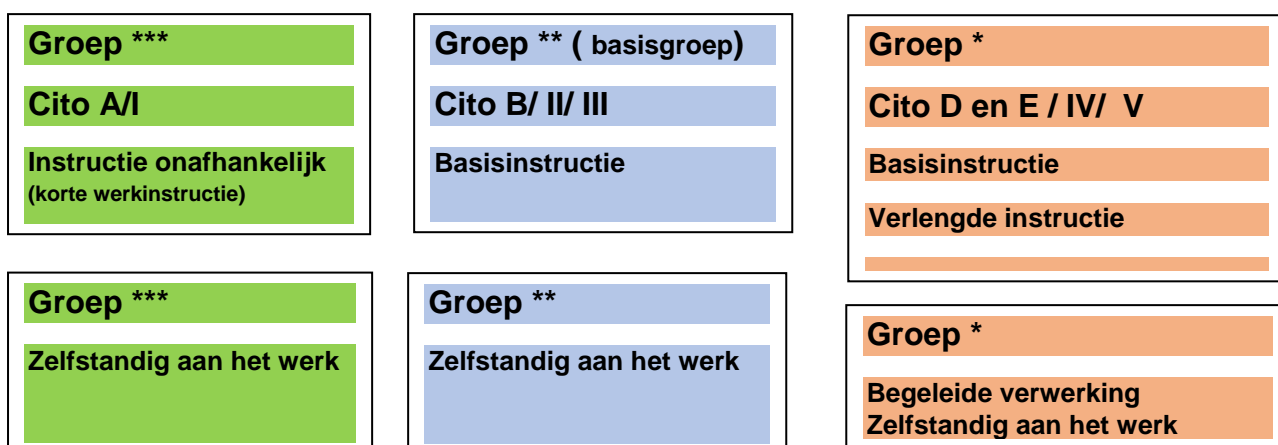 Groep ***
Cito A/I
Instructie onafhankelijk
(korte werkinstructie)
Groep ** ( basisgroep)
Cito B/ II/ III
Basisinstructie
Groep *
Cito D en E / IV/ V
Basisinstructie
Verlengde instructie
Groep ***
Zelfstandig aan het werk
Groep **
Zelfstandig aan het werk
Groep *
Begeleide verwerking
Zelfstandig aan het werk